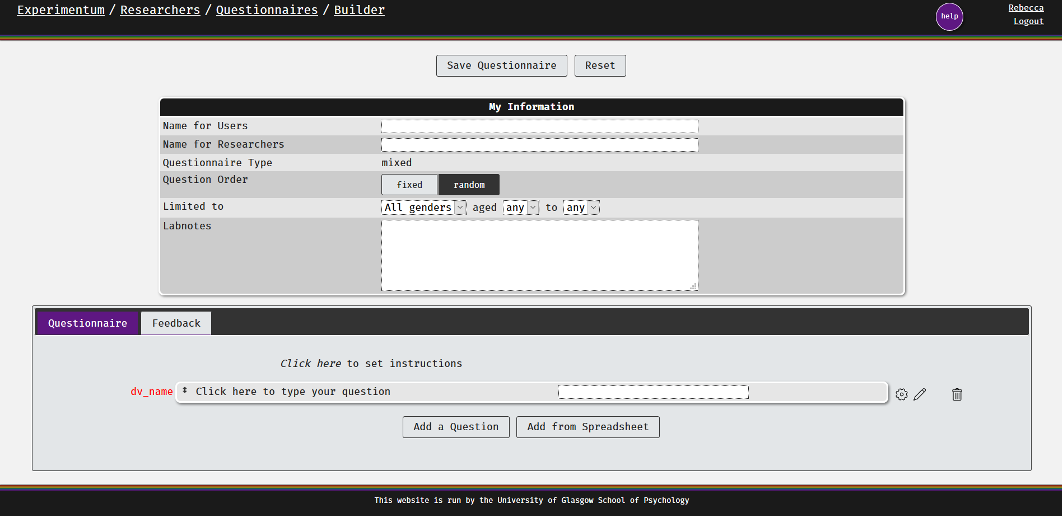 Experimentum / Researchers / Questionnaires / Builder
help
Rebecca
Logout
Save Questionnaire Reset
My Information
Name for Users
Name for Researchers
Questionnaire Type mixed
Question Order fixed random
Limited to All genders aged any to any
Labnotes
Questionnaire Feedback
Click here to set instructions
dv_name Click here to type your question
Add a Question Add from Spreadsheet
This website is run by the University of Glasgow School of Psychology